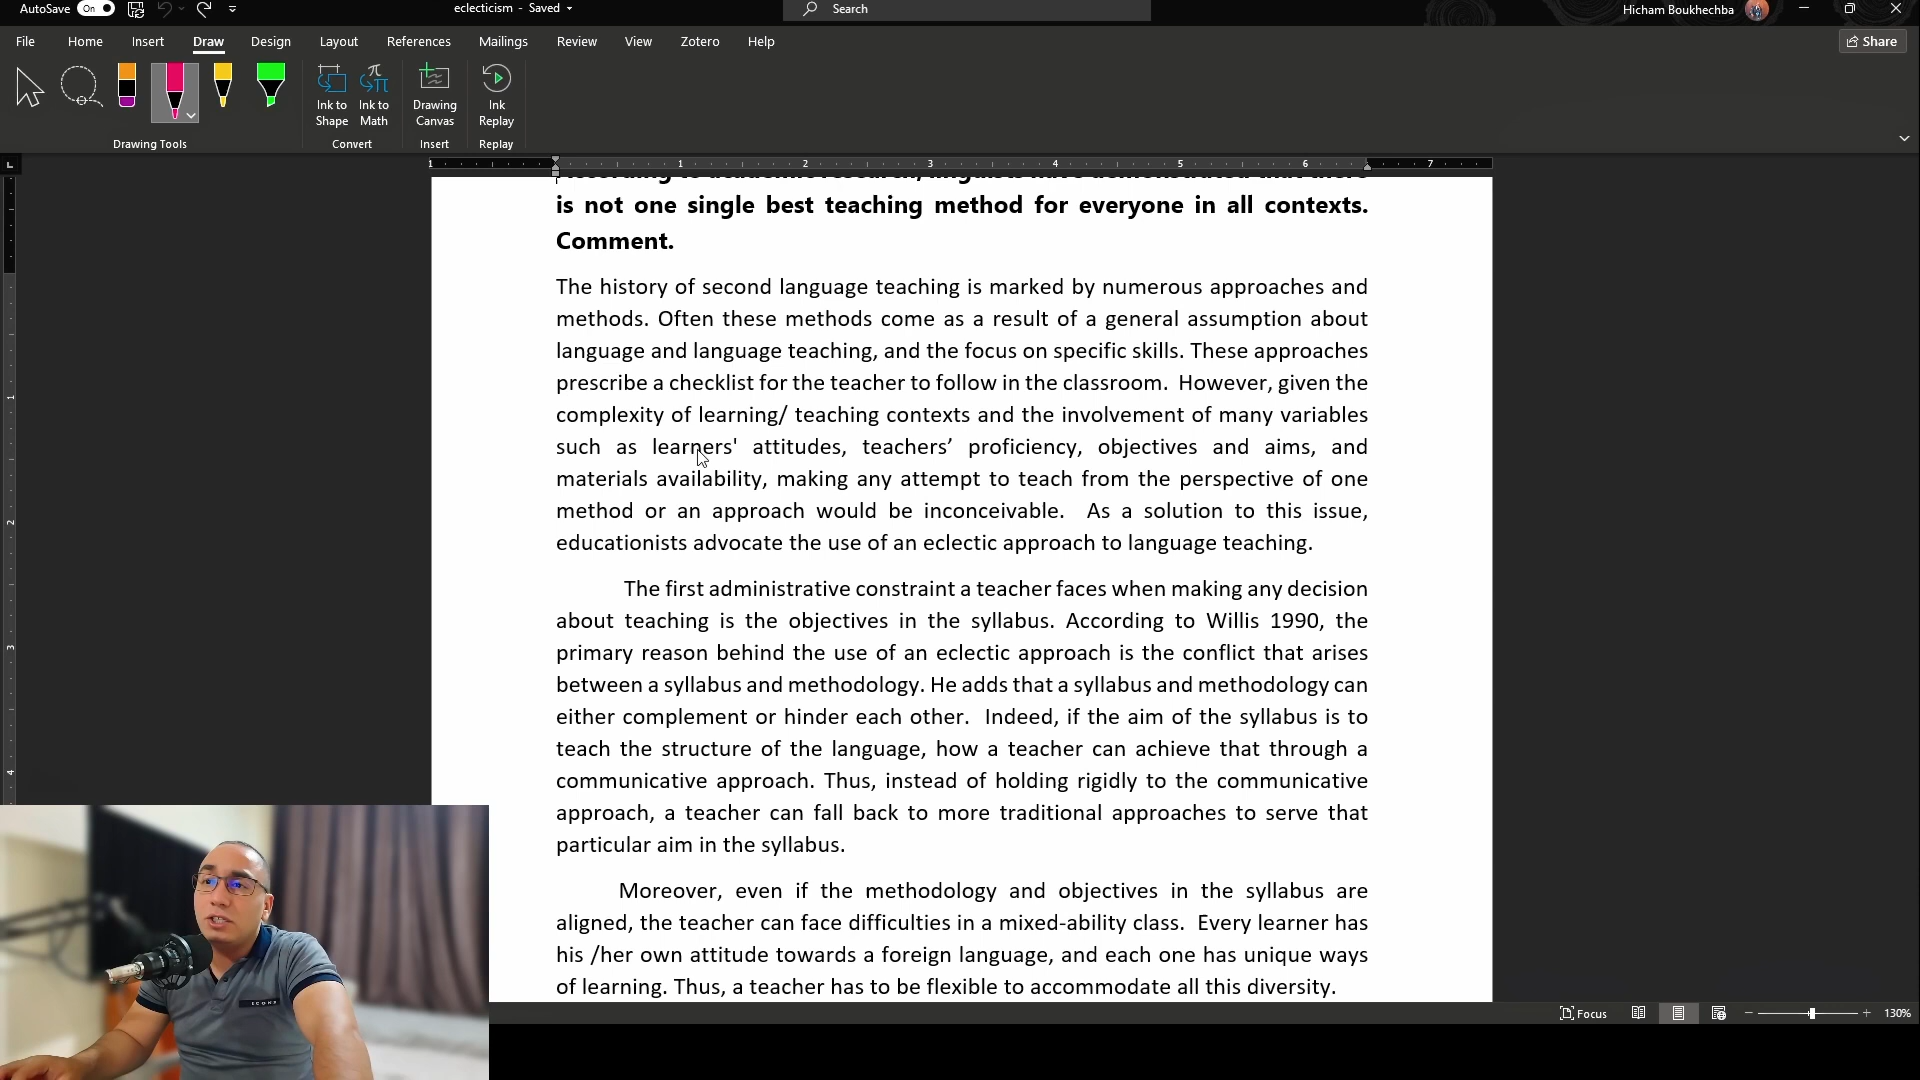 AutoSave On eclecticism - Saved Search Hicham Boukhechba
File Home Insert Draw Design Layout References Mailings Review View Zotero Help Share
Ink to Shape
Ink to Math
Drawing Canvas
Ink Replay
Drawing Tools Convert Insert Replay
1 1 2 3 4 5 6 7
is not one single best teaching method for everyone in all contexts.
Comment.
The history of second language teaching is marked by numerous approaches and
methods. Often these methods come as a result of a general assumption about
language and language teaching, and the focus on specific skills. These approaches
prescribe a checklist for the teacher to follow in the classroom. However, given the
complexity of learning/ teaching contexts and the involvement of many variables
such as learners' attitudes, teachers’ proficiency, objectives and aims, and
materials availability, making any attempt to teach from the perspective of one
method or an approach would be inconceivable. As a solution to this issue,
educationists advocate the use of an eclectic approach to language teaching.
The first administrative constraint a teacher faces when making any decision
about teaching is the objectives in the syllabus. According to Willis 1990, the
primary reason behind the use of an eclectic approach is the conflict that arises
between a syllabus and methodology. He adds that a syllabus and methodology can
either complement or hinder each other. Indeed, if the aim of the syllabus is to
teach the structure of the language, how a teacher can achieve that through a
communicative approach. Thus, instead of holding rigidly to the communicative
approach, a teacher can fall back to more traditional approaches to serve that
particular aim in the syllabus.
Moreover, even if the methodology and objectives in the syllabus are
aligned, the teacher can face difficulties in a mixed-ability class. Every learner has
his /her own attitude towards a foreign language, and each one has unique ways
of learning. Thus, a teacher has to be flexible to accommodate all this diversity.
1
2
3
4
Focus 130%